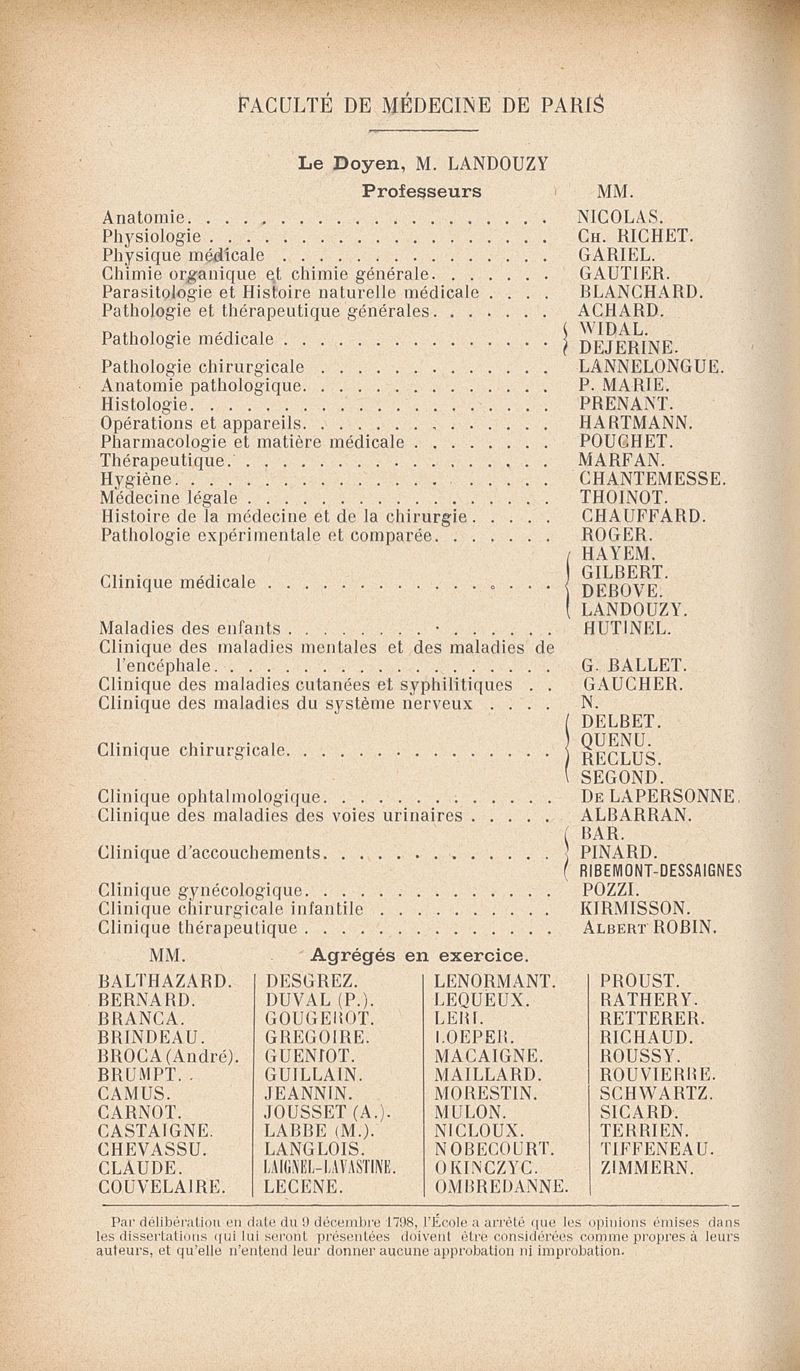 FACULTÉ DE MÉDECINE DE PARIS
Le Doyen, M. LANDOUZY
Professeurs MM.
Anatomie. . . . . . . . . . . . . . . . . . . . NICOLAS.
Physiologie . . . . . . . . . . . . . . . . . . . CH. RICHET.
Physique médicale . . . . . . . . . . . . . . . GARIEL.
Chimie organique et chimie générale. . . . . . . GAUTIER.
Parasitologie et Histoire naturelle médicale . . . . BLANCHARD.
Pathologie et thérapeutique générales. . . . . . . ACHARD.
Pathologie médicale . . . . . . . . . . . . . . . { WIDAL.
DEJERINE.
Pathologie chirurgicale . . . . . . . . . . . . . LANNELONGUE.
Anatomie pathologique. . . . . . . . . . . . . . P. MARIE.
Histologie. . . . . . . . . . . . . . . . . . . . PRENANT.
Opérations et appareils. . . . . . . . . . . . . . HARTMANN.
Pharmacologie et matière médicale . . . . . . . . POUCHET.
Thérapeutique. . . . . . . . . . . . . . . . . . MARFAN.
Hygiène. . . . . . . . . . . . . . . . . . . . . CHANTEMESSE.
Médecine légale . . . . . . . . . . . . . . . . . THOINOT.
Histoire de la médecine et de la chirurgie . . . . . CHAUFFARD.
Pathologie expérimentale et comparée. . . . . . . ROGER.
Clinique médicale . . . . . . . . . . . . . . . . { HAYEM.
GILBERT.
DEBOVE.
LANDOUZY.
Maladies des enfants . . . . . . . . . . . . . . . HUTINEL.
Clinique des maladies mentales et des maladies de
l'encéphale. . . . . . . . . . . . . . . . . . . G. BALLET.
Clinique des maladies cutanées et syphilitiques . . GAUCHER.
Clinique des maladies du système nerveux . . . . N.
Clinique chirurgicale. . . . . . . . . . . . . . . { DELBET.
QUENU.
RECLUS.
SEGOND.
Clinique ophtalmologique. . . . . . . . . . . . . DE LAPERSONNE.
Clinique des maladies des voies urinaires . . . . . ALBARRAN.
Clinique d'accouchements. . . . . . . . . . . . . { BAR.
PINARD.
RIBEMONT-DESSAIGNES
Clinique gynécologique. . . . . . . . . . . . . . POZZI.
Clinique chirurgicale infantile . . . . . . . . . . KIRMISSON.
Clinique thérapeutique . . . . . . . . . . . . . . ALBERT ROBIN.
MM. Agrégés en exercice.
BALTHAZARD. DESGREZ. LENORMANT. PROUST.
BERNARD. DUVAL (P.). LEQUEUX. RATHERY.
BRANCA. GOUGEROT. LERI. RETTERER.
BRINDEAU. GREGOIRE. LOEPER. RICHAUD.
BROCA (André). GUENIOT. MACAIGNE. ROUSSY.
BRUMPT. GUILLAIN. MAILLARD. ROUVIERRE.
CAMUS. JEANNIN. MORESTIN. SCHWARTZ.
CARNOT. JOUSSET (A.). MULON. SICARD.
CASTAIGNE. LABBE (M.). NICLOUX. TERRIEN.
CHEVASSU. LANGLOIS. NOBECOURT. TIFFENEAU.
CLAUDE. LAIGNEL-LAVASTINE. OKINCZYC. ZIMMERN.
COUVELAIRE. LECENE. OMBREDANNE.
Par délibération en date du 9 décembre 1798, l'École a arrêté que les opinions émises dans
les dissertations qui lui seront présentées doivent être considérées comme propres à leurs
auteurs, et qu'elle n'entend leur donner aucune approbation ni improbation.